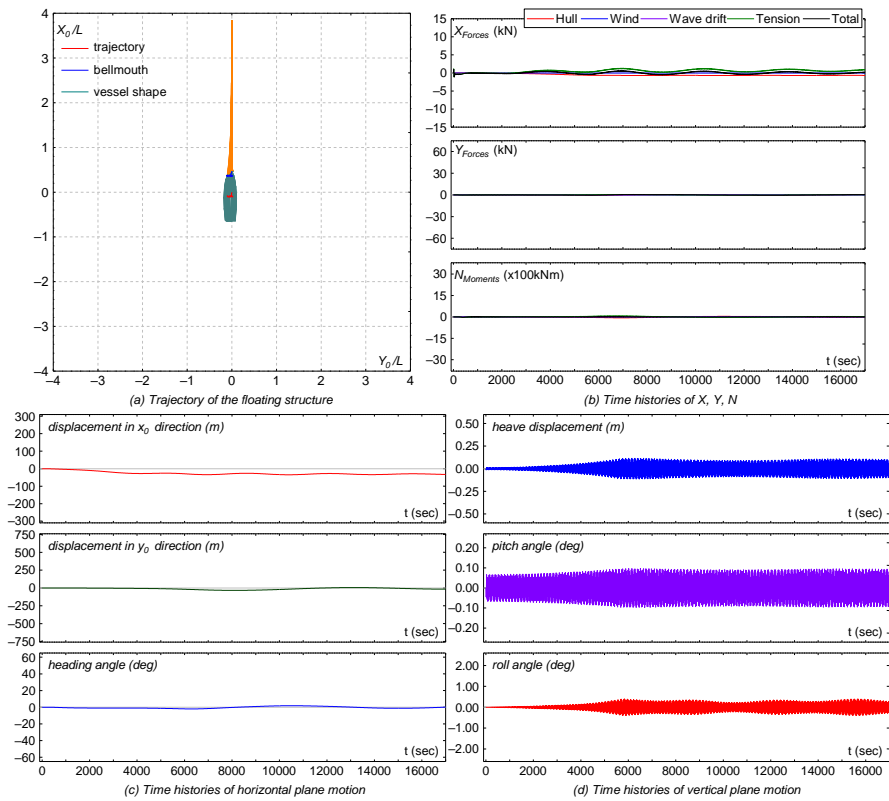 X0/L
trajectory
bellmouth
vessel shape
4
3
2
1
0
−1
−2
−3
−4
−4 −3 −2 −1 0 1 2 3 4
Y0/L
(a) Trajectory of the floating structure
Hull Wind Wave drift Tension Total
XForces (kN)
15
10
5
0
−5
−10
−15
YForces (kN)
60
30
0
−30
−60
NMoments (x100kNm)
30
15
0
−15
−30
t (sec)
0 2000 4000 6000 8000 10000 12000 14000 16000
(b) Time histories of X, Y, N
displacement in x0 direction (m)
300
200
100
0
−100
−200
−300
t (sec)
displacement in y0 direction (m)
750
500
250
0
−250
−500
−750
t (sec)
heading angle (deg)
60
40
20
0
−20
−40
−60
t (sec)
0 2000 4000 6000 8000 10000 12000 14000 16000
(c) Time histories of horizontal plane motion
heave displacement (m)
0.50
0.25
0.00
−0.25
−0.50
t (sec)
pitch angle (deg)
0.20
0.10
0.00
−0.10
−0.20
t (sec)
roll angle (deg)
2.00
1.00
0.00
−1.00
−2.00
t (sec)
0 2000 4000 6000 8000 10000 12000 14000 16000
(d) Time histories of vertical plane motion